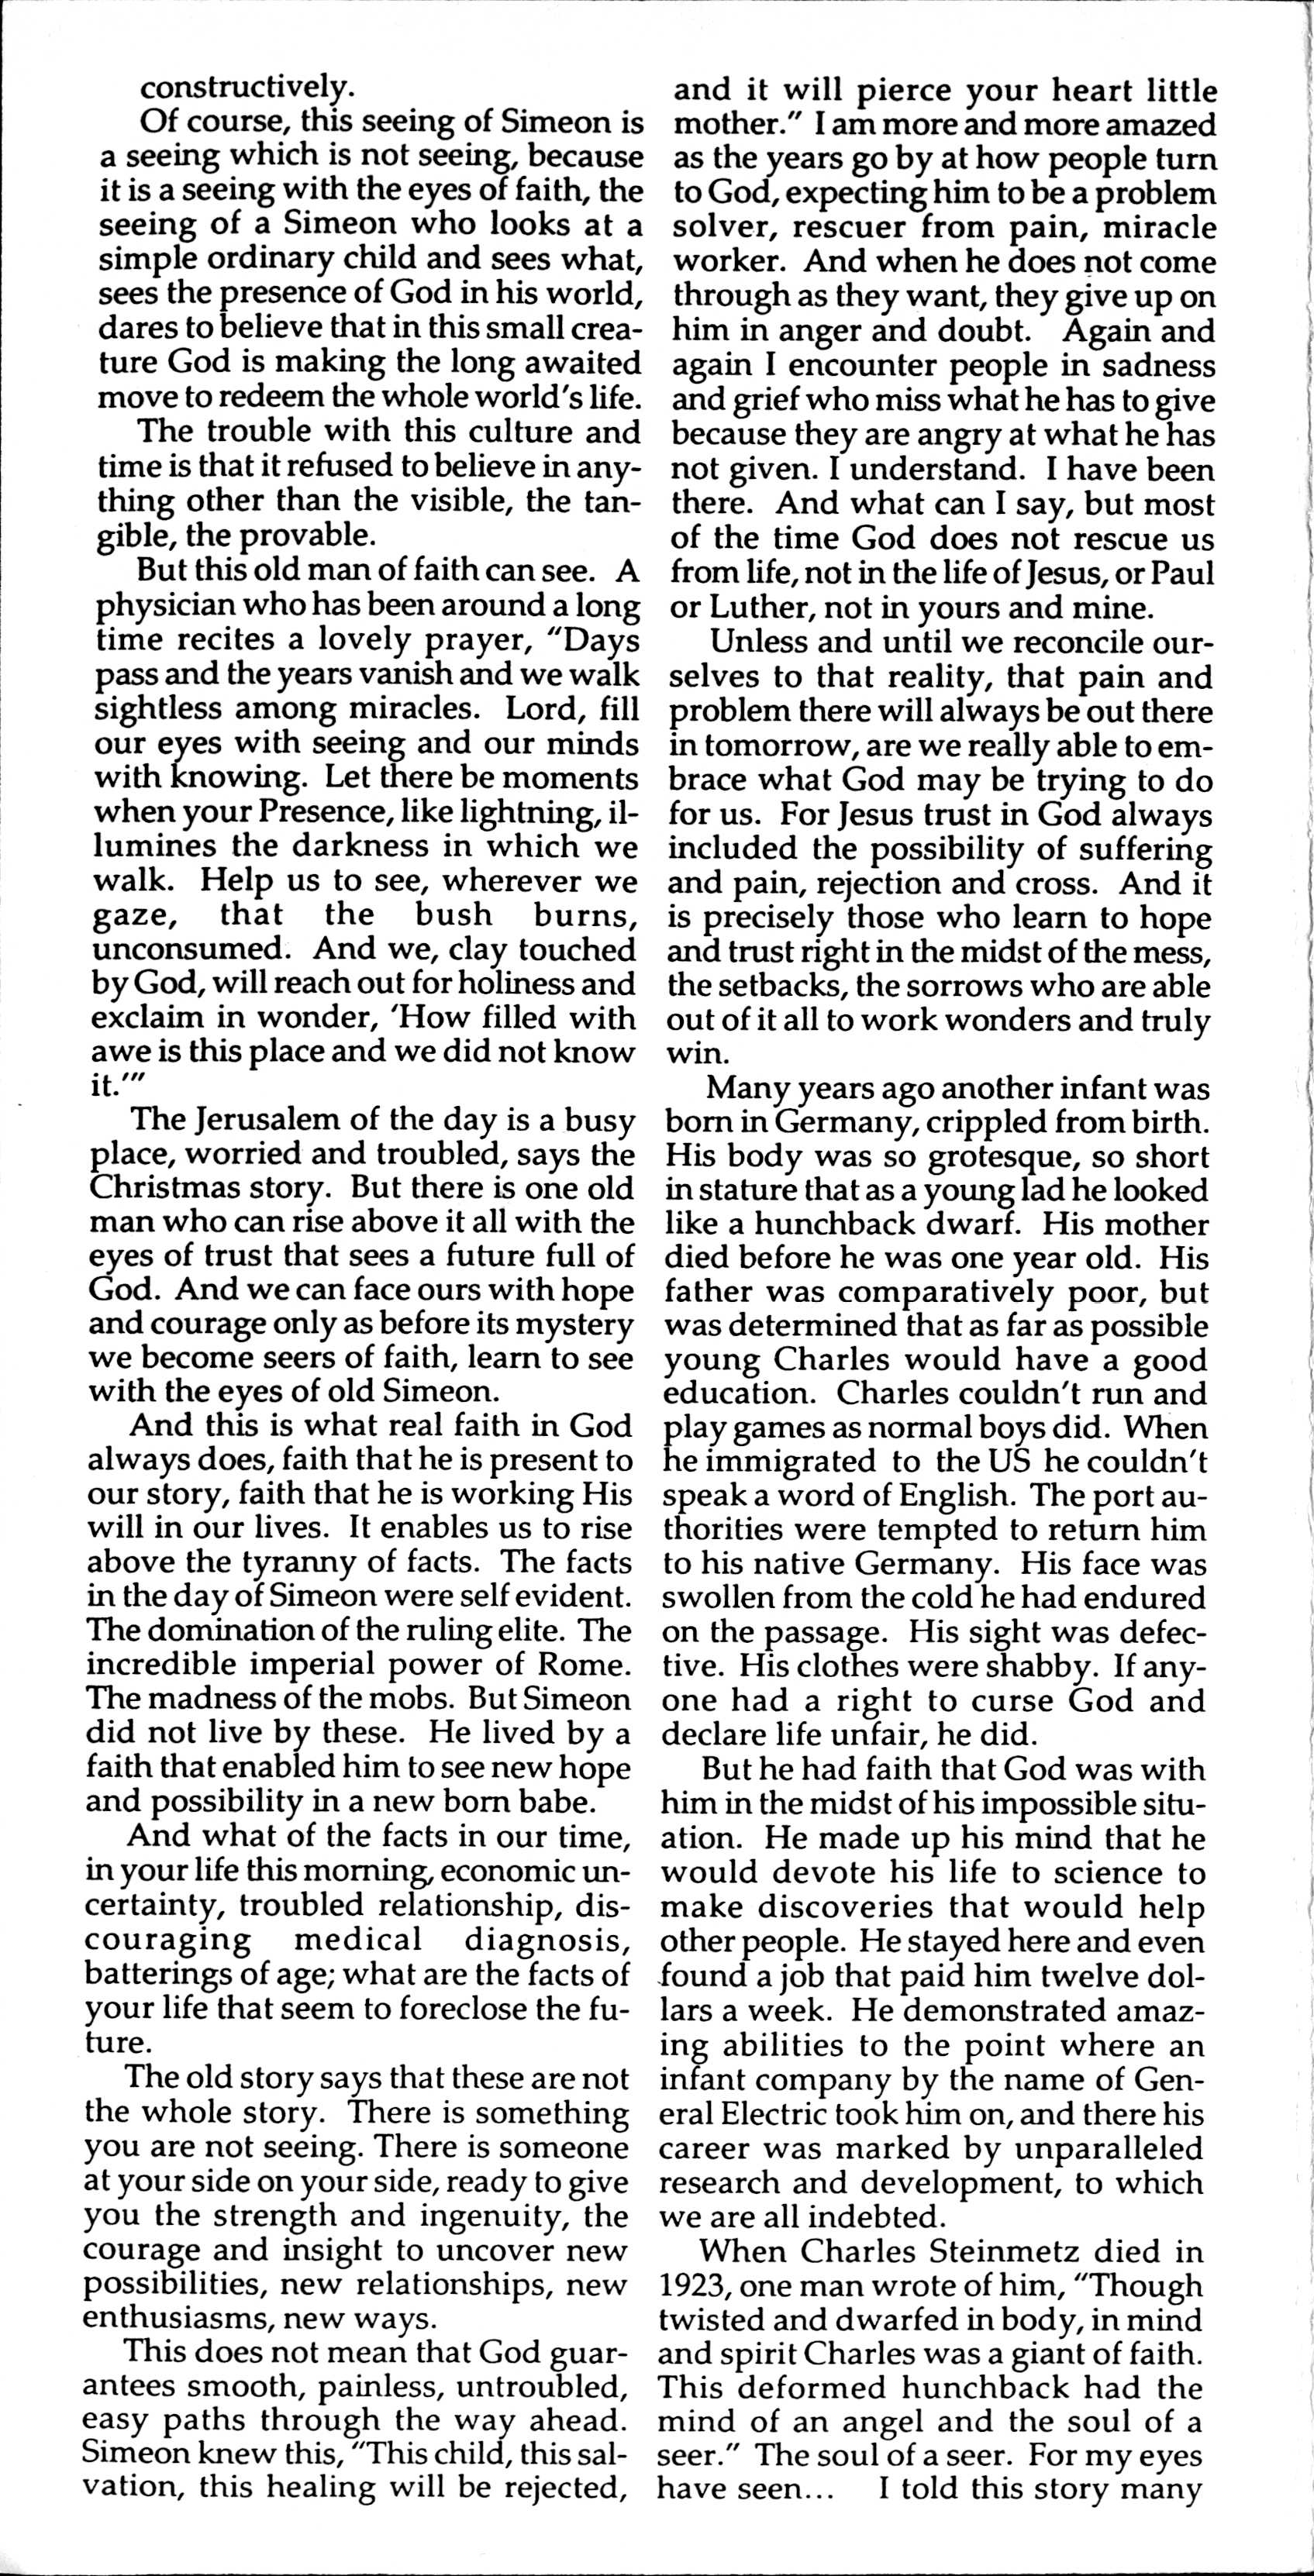 constructively.
Of course, this seeing of Simeon is
a seeing which is not seeing, because
it is a seeing with the eyes of faith, the
seeing of a Simeon who looks at a
simple ordinary child and sees what,
sees the presence of God in his world,
dares to believe that in this small crea-
ture God is making the long awaited
move to redeem the whole world's life.
The trouble with this culture and
time is that it refused to believe in any-
thing other than the visible, the tan-
gible, the provable.
But this old man of faith can see. A
physician who has been around a long
time recites a lovely prayer, "Days
pass and the years vanish and we walk
sightless among miracles. Lord, fill
our eyes with seeing and our minds
with knowing. Let there be moments
when your Presence, like lightning, il-
lumines the darkness in which we
walk. Help us to see, wherever we
gaze, that the bush burns,
unconsumed. And we, clay touched
by God, will reach out for holiness and
exclaim in wonder, 'How filled with
awe is this place and we did not know
it.'"
The Jerusalem of the day is a busy
place, worried and troubled, says the
Christmas story. But there is one old
man who can rise above it all with the
eyes of trust that sees a future full of
God. And we can face ours with hope
and courage only as before its mystery
we become seers of faith, learn to see
with the eyes of old Simeon.
And this is what real faith in God
always does, faith that he is present to
our story, faith that he is working His
will in our lives. It enables us to rise
above the tyranny of facts. The facts
in the day of Simeon were self evident.
The domination of the ruling elite. The
incredible imperial power of Rome.
The madness of the mobs. But Simeon
did not live by these. He lived by a
faith that enabled him to see new hope
and possibility in a new born babe.
And what of the facts in our time,
in your life this morning, economic un-
certainty, troubled relationship, dis-
couraging medical diagnosis,
batterings of age; what are the facts of
your life that seem to foreclose the fu-
ture.
The old story says that these are not
the whole story. There is something
you are not seeing. There is someone
at your side on your side, ready to give
you the strength and ingenuity, the
courage and insight to uncover new
possibilities, new relationships, new
enthusiasms, new ways.
This does not mean that God guar-
antees smooth, painless, untroubled,
easy paths through the way ahead.
Simeon knew this, "This child, this sal-
vation, this healing will be rejected,
and it will pierce your heart little
mother." I am more and more amazed
as the years go by at how people turn
to God, expecting him to be a problem
solver, rescuer from pain, miracle
worker. And when he does not come
through as they want, they give up on
him in anger and doubt. Again and
again I encounter people in sadness
and grief who miss what he has to give
because they are angry at what he has
not given. I understand. I have been
there. And what can I say, but most
of the time God does not rescue us
from life, not in the life of Jesus, or Paul
or Luther, not in yours and mine.
Unless and until we reconcile our-
selves to that reality, that pain and
problem there will always be out there
in tomorrow, are we really able to em-
brace what God may be trying to do
for us. For Jesus trust in God always
included the possibility of suffering
and pain, rejection and cross. And it
is precisely those who learn to hope
and trust right in the midst of the mess,
the setbacks, the sorrows who are able
out of it all to work wonders and truly
win.
Many years ago another infant was
born in Germany, crippled from birth.
His body was so grotesque, so short
in stature that as a young lad he looked
like a hunchback dwarf. His mother
died before he was one year old. His
father was comparatively poor, but
was determined that as far as possible
young Charles would have a good
education. Charles couldn't run and
play games as normal boys did. When
he immigrated to the US he couldn't
speak a word of English. The port au-
thorities were tempted to return him
to his native Germany. His face was
swollen from the cold he had endured
on the passage. His sight was defec-
tive. His clothes were shabby. If any-
one had a right to curse God and
declare life unfair, he did.
But he had faith that God was with
him in the midst of his impossible situ-
ation. He made up his mind that he
would devote his life to science to
make discoveries that would help
other people. He stayed here and even
found a job that paid him twelve dol-
lars a week. He demonstrated amaz-
ing abilities to the point where an
infant company by the name of Gen-
eral Electric took him on, and there his
career was marked by unparalleled
research and development, to which
we are all indebted.
When Charles Steinmetz died in
1923, one man wrote of him, "Though
twisted and dwarfed in body, in mind
and spirit Charles was a giant of faith.
This deformed hunchback had the
mind of an angel and the soul of a
seer." The soul of a seer. For my eyes
have seen... I told this story many